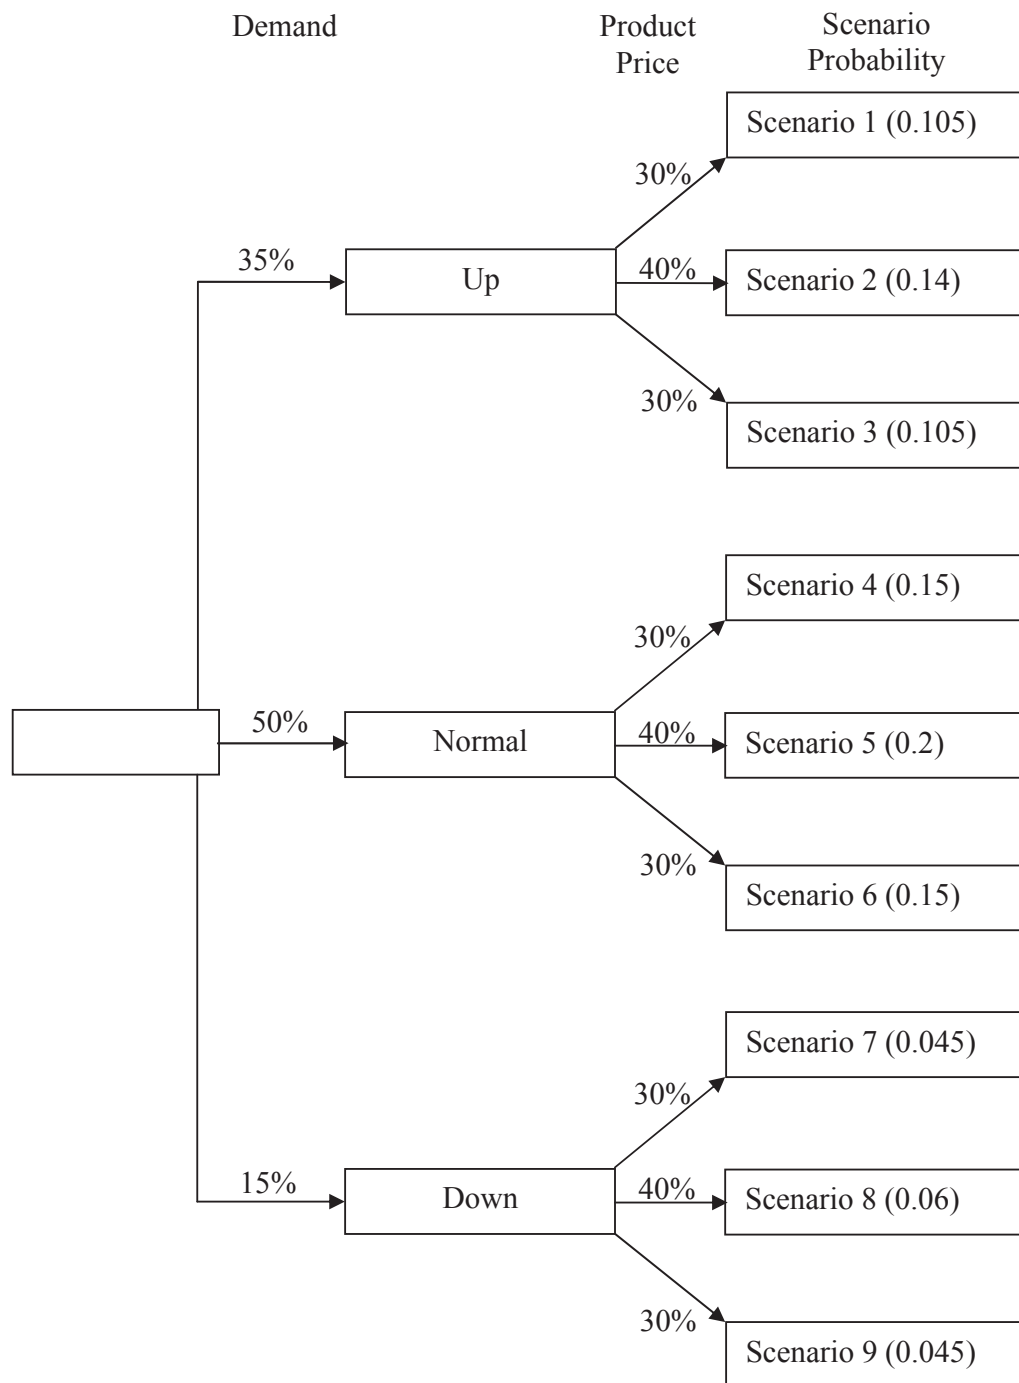 Demand
Product
Price
Scenario
Probability
Scenario 1 (0.105)
30%
35%
Up
40%
Scenario 2 (0.14)
30%
Scenario 3 (0.105)
Scenario 4 (0.15)
30%
50%
Normal
40%
Scenario 5 (0.2)
30%
Scenario 6 (0.15)
Scenario 7 (0.045)
30%
15%
Down
40%
Scenario 8 (0.06)
30%
Scenario 9 (0.045)